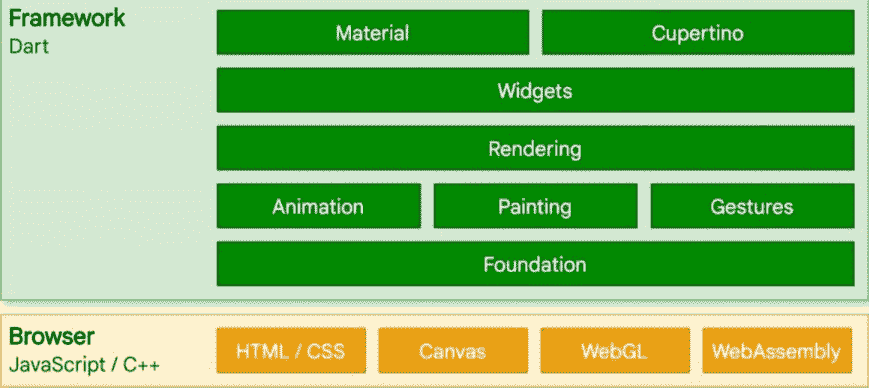 Framework
Dart
Material Cupertino
Widgets
Rendering
Animation Painting Gestures
Foundation
Browser
JavaScript / C++
HTML / CSS Canvas WebGL WebAssembly